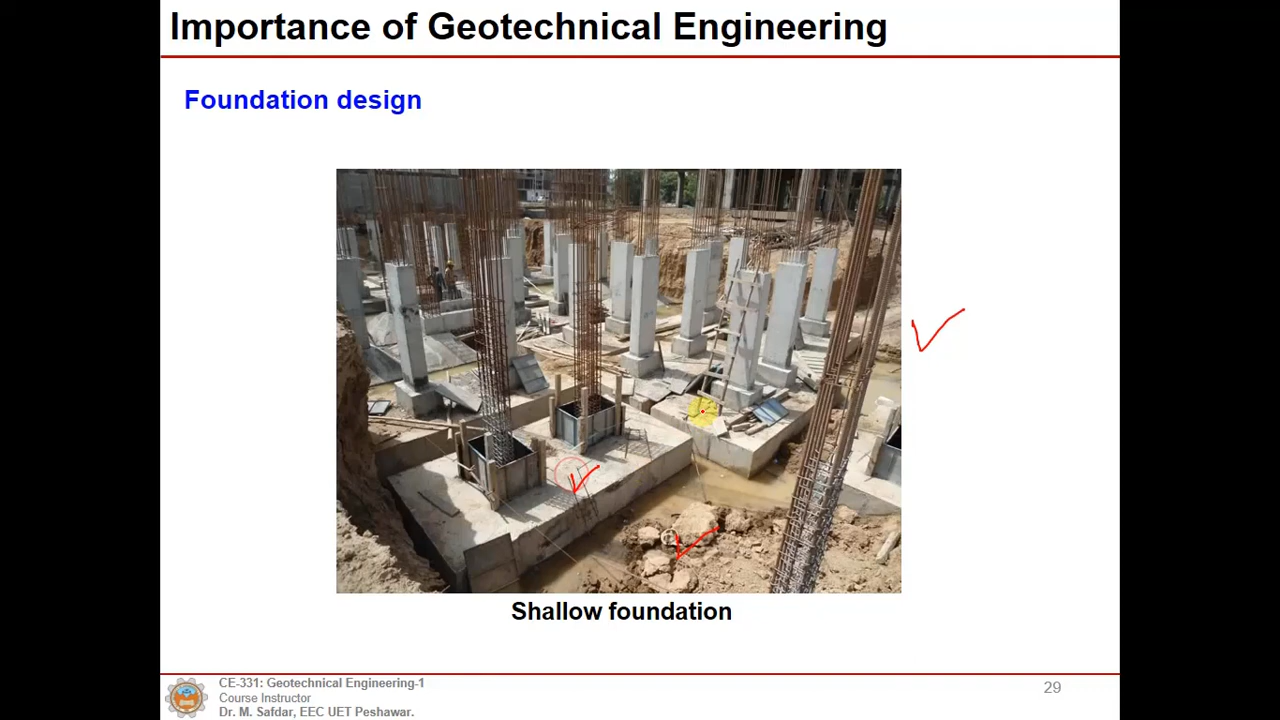 Importance of Geotechnical Engineering
Foundation design
Shallow foundation
CE-331: Geotechnical Engineering-1
Course Instructor
Dr. M. Safdar, EEC UET Peshawar.
29